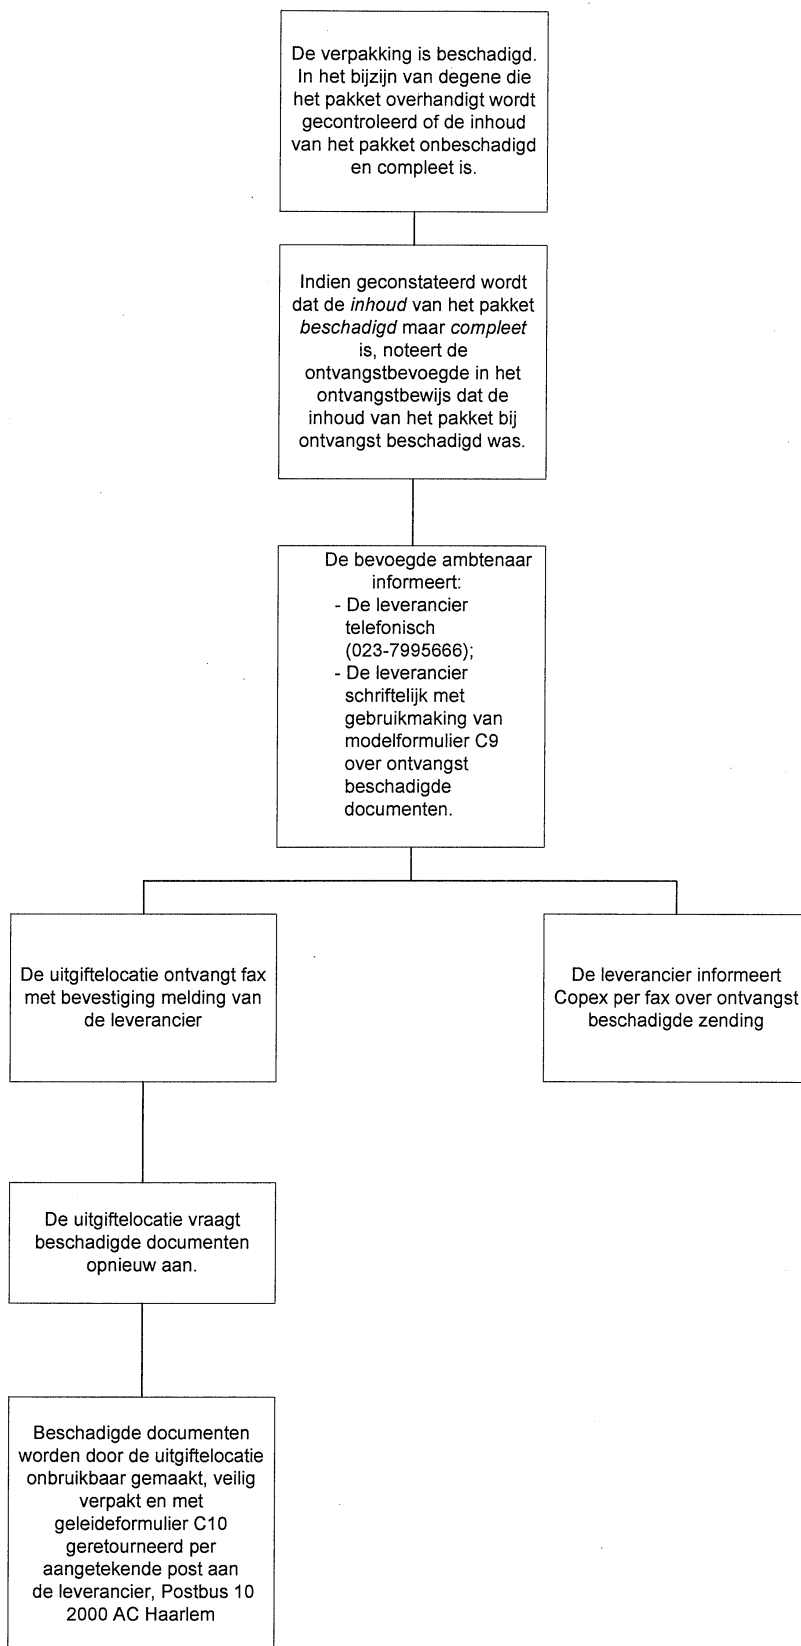 De verpakking is beschadigd.
In het bijzijn van degene die
het pakket overhandigt wordt
gecontroleerd of de inhoud
van het pakket onbeschadigd
en compleet is.
Indien geconstateerd wordt
dat de inhoud van het pakket
beschadigd maar compleet
is, noteert de
ontvangstbevoegde in het
ontvangstbewijs dat de
inhoud van het pakket bij
ontvangst beschadigd was.
De bevoegde ambtenaar
informeert:
- De leverancier
telefonisch
(023-7995666);
- De leverancier
schriftelijk met
gebruikmaking van
modelformulier C9
over ontvangst
beschadigde
documenten.
De uitgiftelocatie ontvangt fax
met bevestiging melding van
de leverancier
De leverancier informeert
Copex per fax over ontvangst
beschadigde zending
De uitgiftelocatie vraagt
beschadigde documenten
opnieuw aan.
Beschadigde documenten
worden door de uitgiftelocatie
onbruikbaar gemaakt, veilig
verpakt en met
geleideformulier C10
geretourneerd per
aangetekende post aan
de leverancier, Postbus 10
2000 AC Haarlem